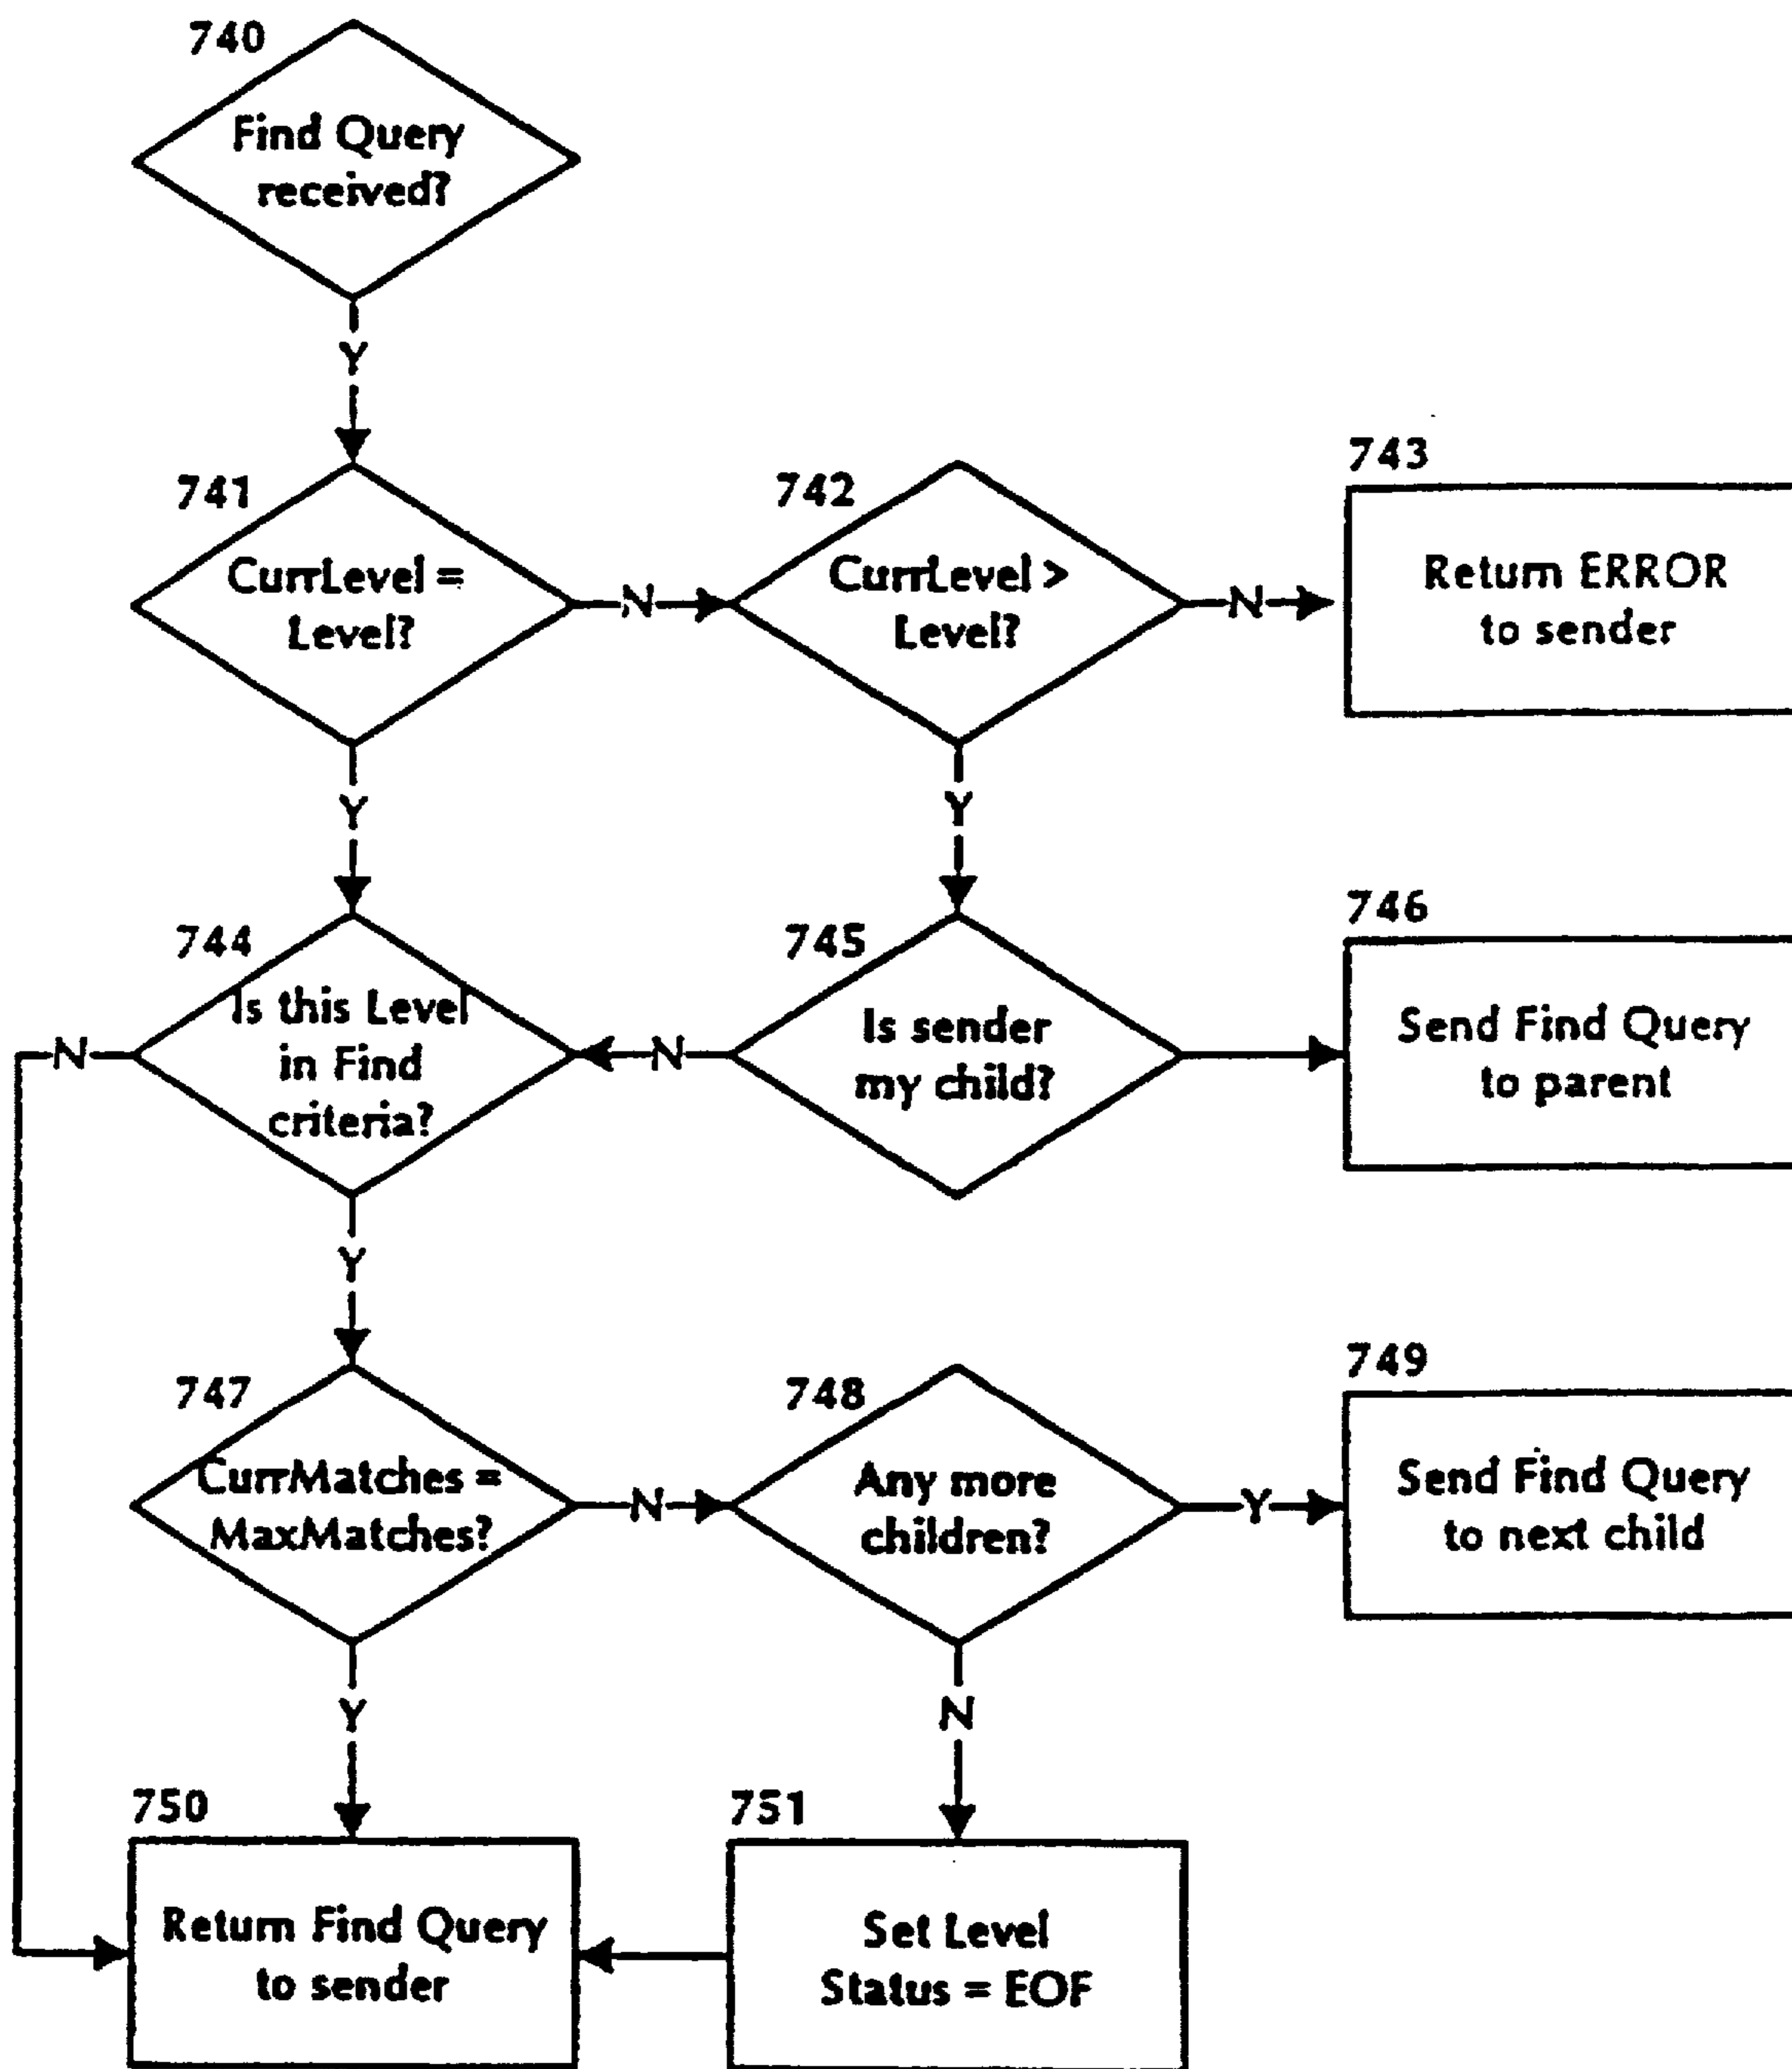 740
Find Query
received?
Y
741
CurrLevel =
Level?
N
742
CurrLevel >
Level?
N
743
Return ERROR
to sender
Y
Y
744
Is this Level
in Find
criteria?
N
N
745
Is sender
my child?
746
Send Find Query
to parent
Y
747
CurrMatches =
MaxMatches?
N
748
Any more
children?
Y
749
Send Find Query
to next child
Y
N
750
Return Find Query
to sender
751
Set Level
Status = EOF